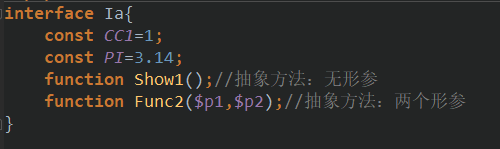 interface Ia{
const CC1=1;
const PI=3.14;
function Show1();//抽象方法：无形参
function Func2($p1,$p2);//抽象方法：两个形参
}